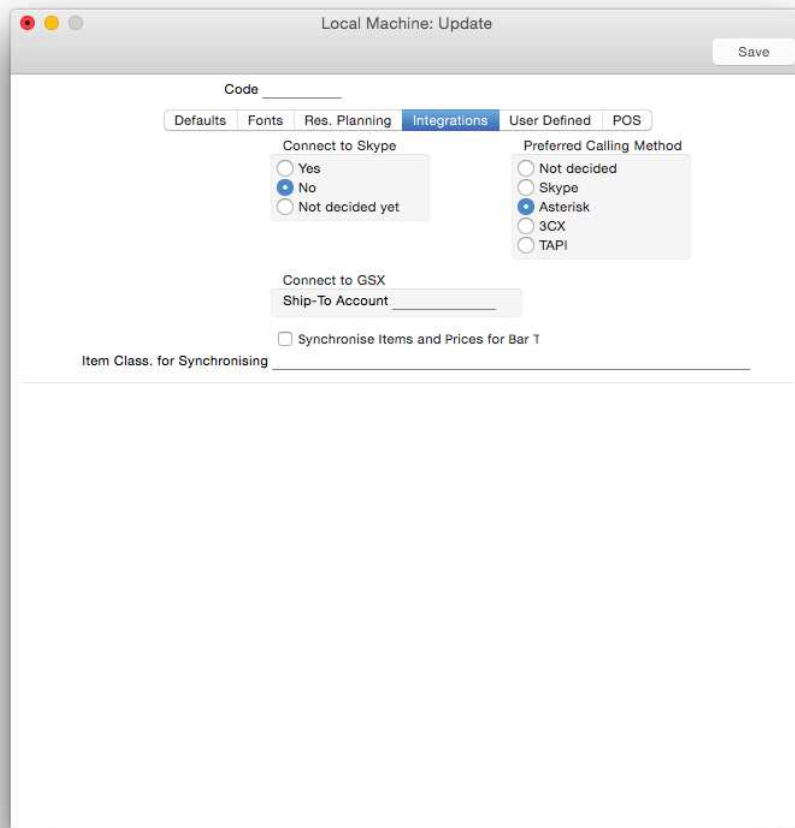 Local Machine: Update
Save
Code
Defaults Fonts Res. Planning Integrations User Defined POS
Connect to Skype Preferred Calling Method
Yes Not decided
No Skype
Not decided yet Asterisk
3CX
TAPI
Connect to GSX
Ship-To Account
Synchronise Items and Prices for Bar T
Item Class. for Synchronising